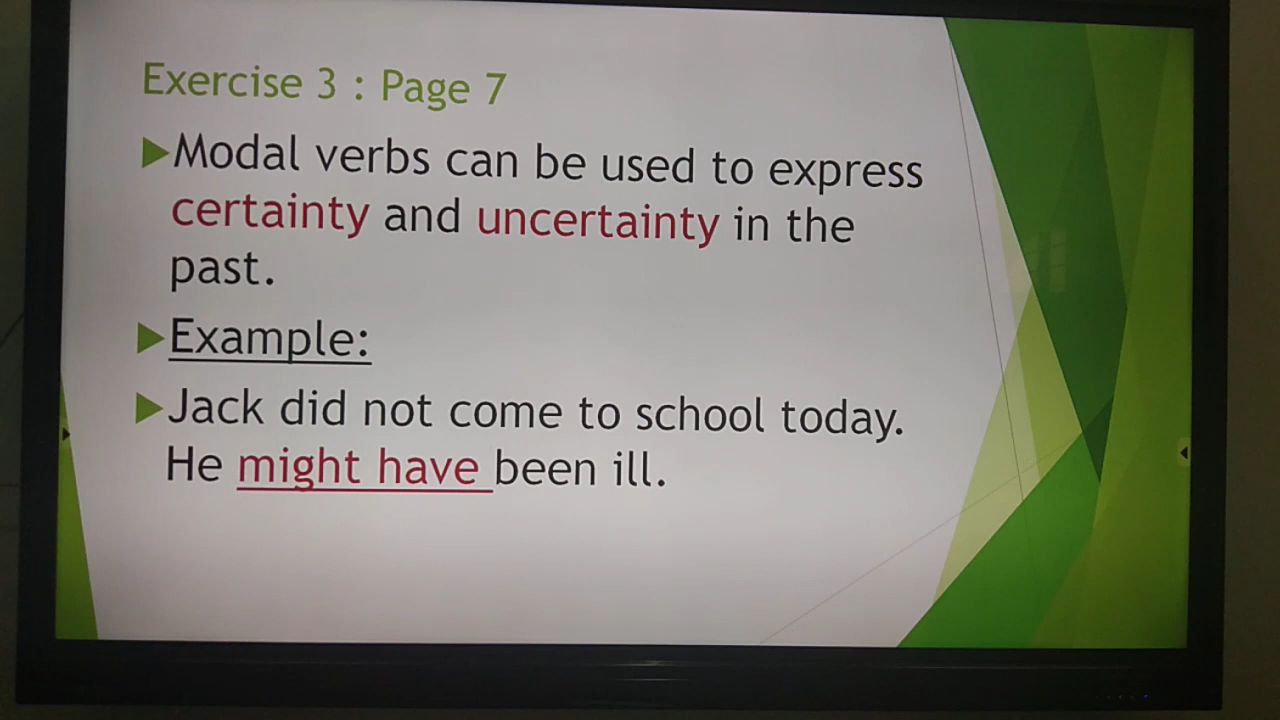 Exercise 3 : Page 7
Modal verbs can be used to express
certainty and uncertainty in the
past.
Example:
Jack did not come to school today.
He might have been ill.